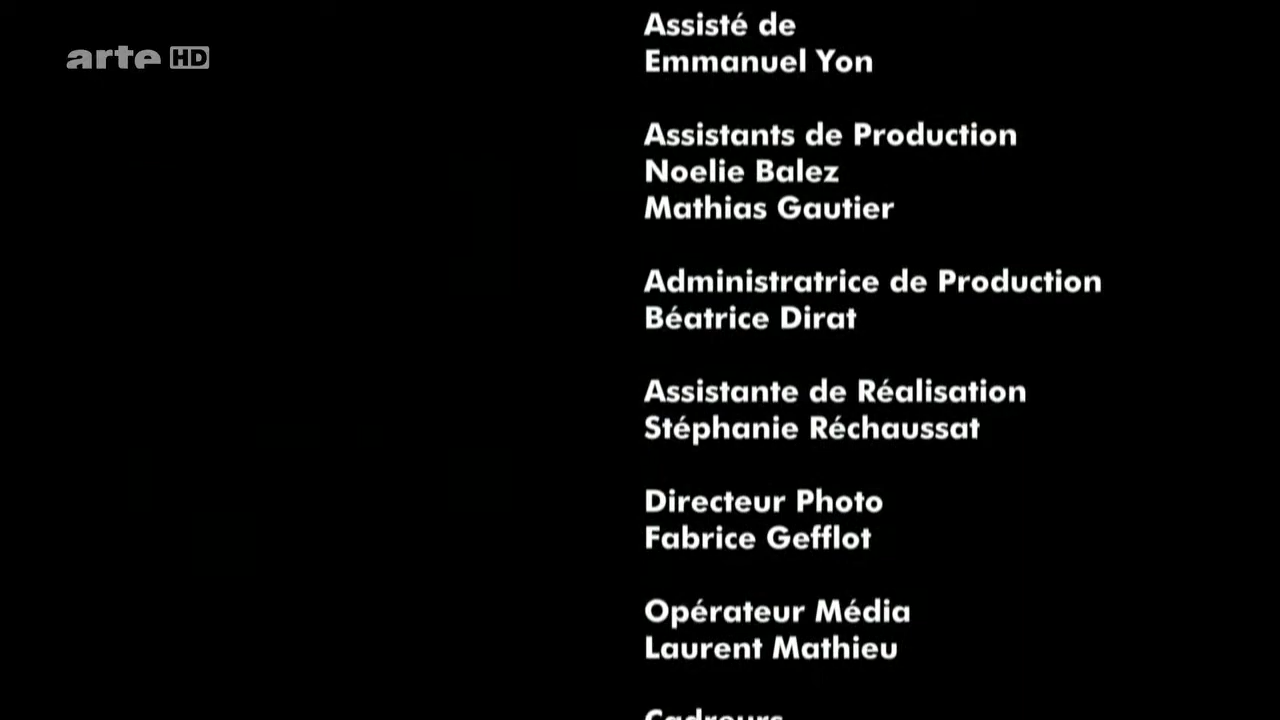 arte HD
Assisté de
Emmanuel Yon
Assistants de Production
Noelie Balez
Mathias Gautier
Administratrice de Production
Béatrice Dirat
Assistante de Réalisation
Stéphanie Réchaussat
Directeur Photo
Fabrice Gefflot
Opérateur Média
Laurent Mathieu
Cadreurs